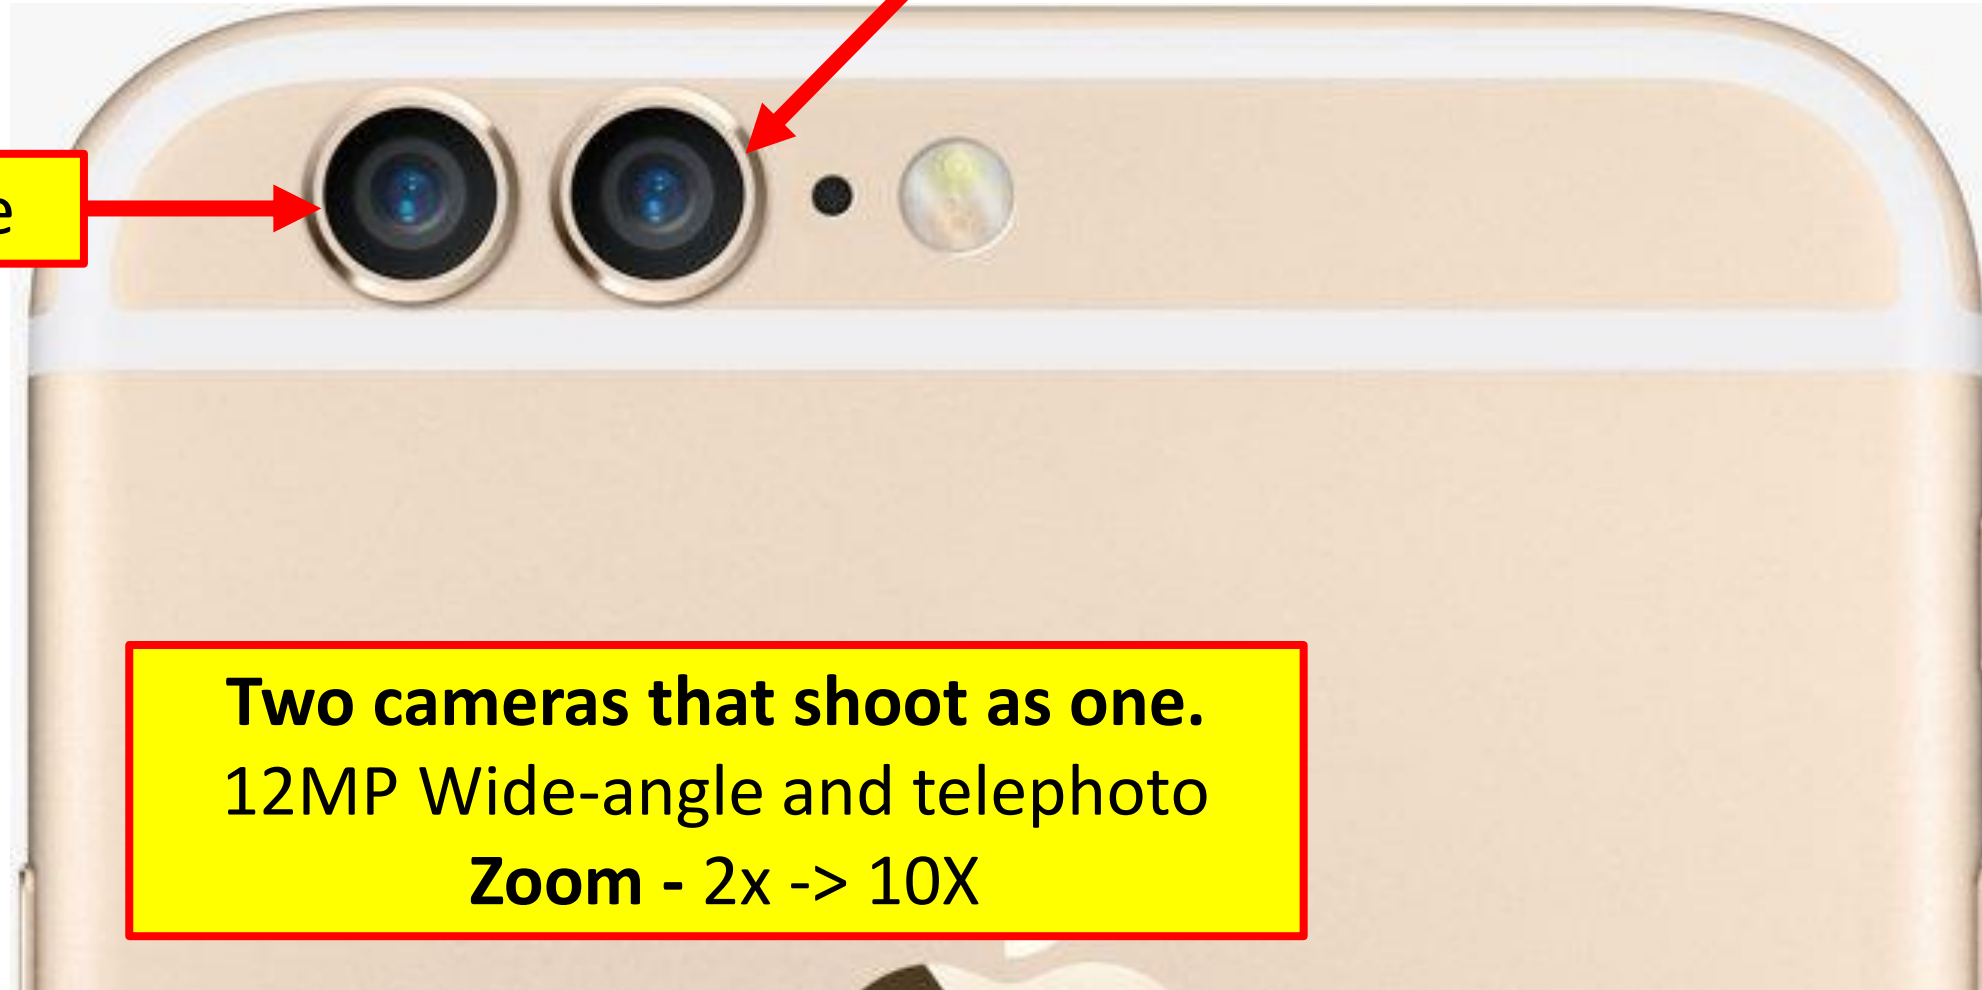 e
Two cameras that shoot as one.
12MP Wide-angle and telephoto
Zoom - 2x -> 10X